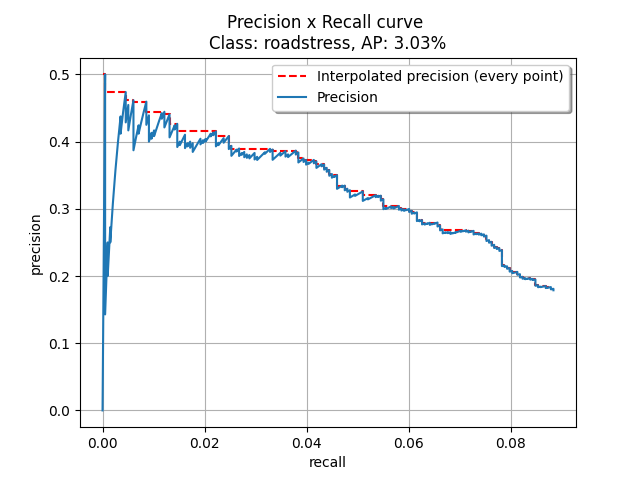 Precision x Recall curve
Class: roadstress, AP: 3.03%
Interpolated precision (every point)
Precision
0.5
0.4
0.3
0.2
0.1
0.0
precision
0.00 0.02 0.04 0.06 0.08
recall